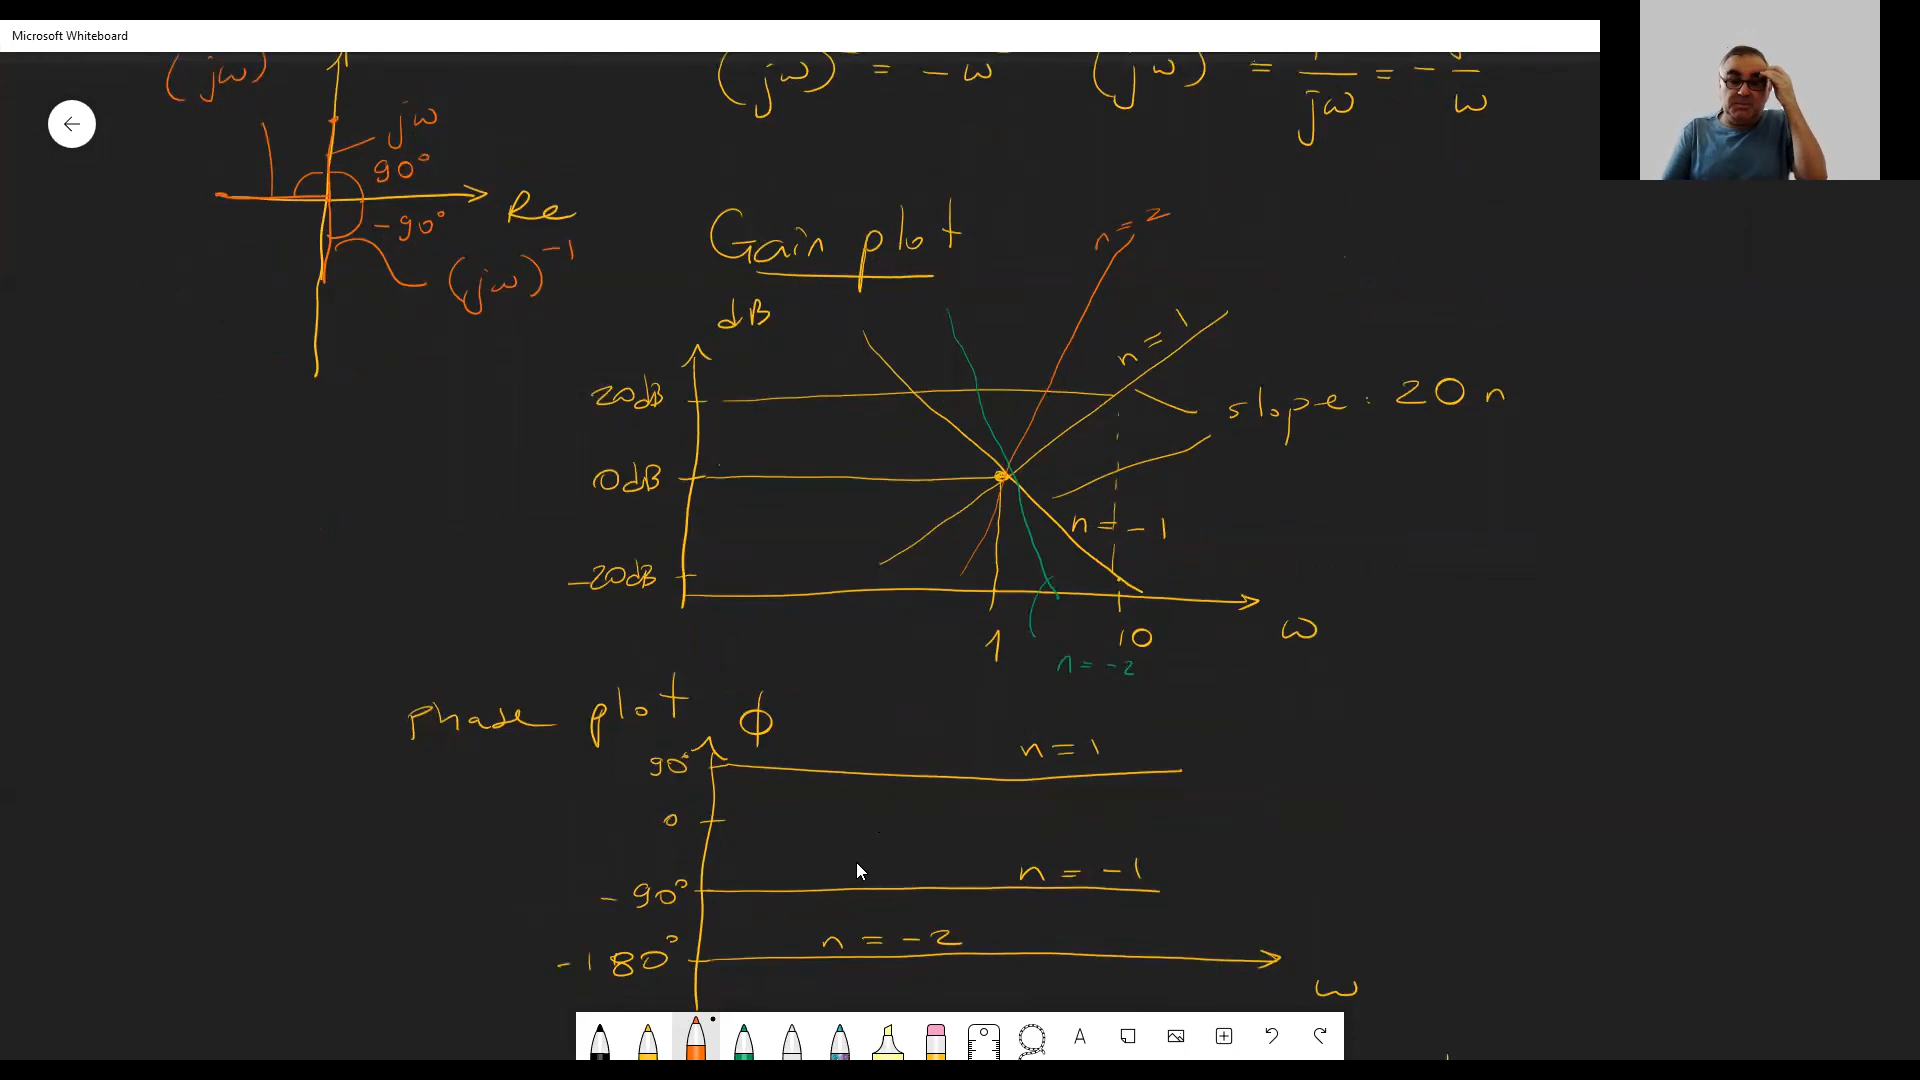 Microsoft Whiteboard
(jω)
(jω) = - ω
(jω) = 1/jω = - j/ω
jω
90°
Re
-90°
(jω)⁻¹
Gain plot
n=2
dB
n=1
20dB
slope: 20 n
0dB
n=-1
-20dB
1
10
ω
n=-2
Phase plot
ϕ
90°
n=1
0
n=-1
-90°
n=-2
-180°
ω
A